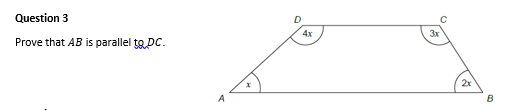 Question 3
Prove that AB is parallel to DC.
D
C
4x
3x
x
2x
A
B